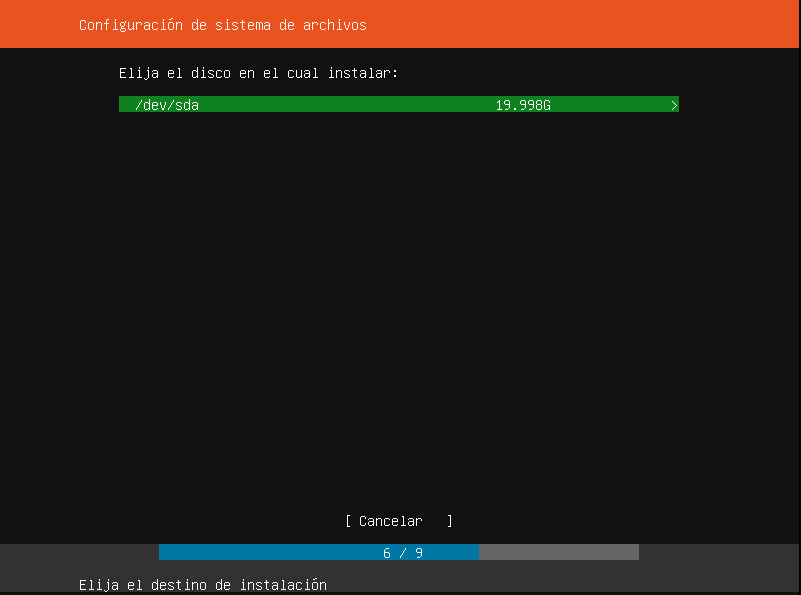 Configuración de sistema de archivos
Elija el disco en el cual instalar:
/dev/sda 19.998G >
[ Cancelar ]
6 / 9
Elija el destino de instalación